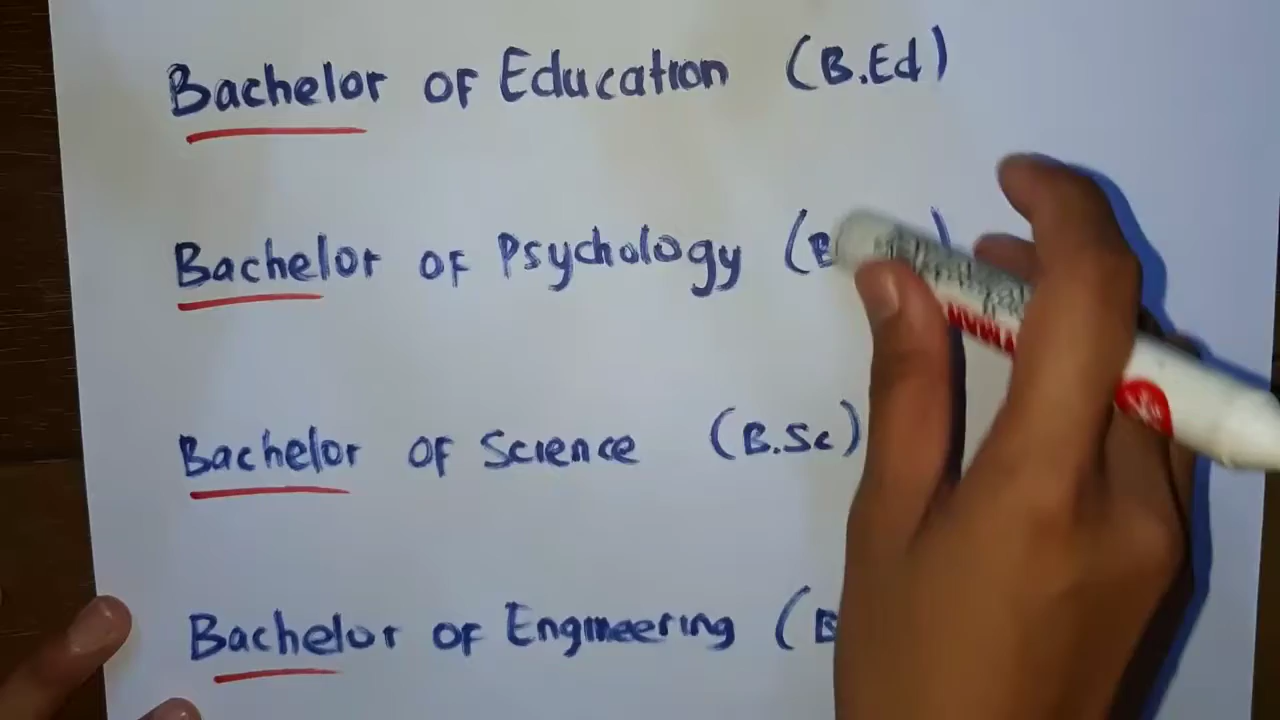 Bachelor of Education (B.Ed)
Bachelor of Psychology (B
Bachelor of Science (B.Sc)
Bachelor of Engineering (B